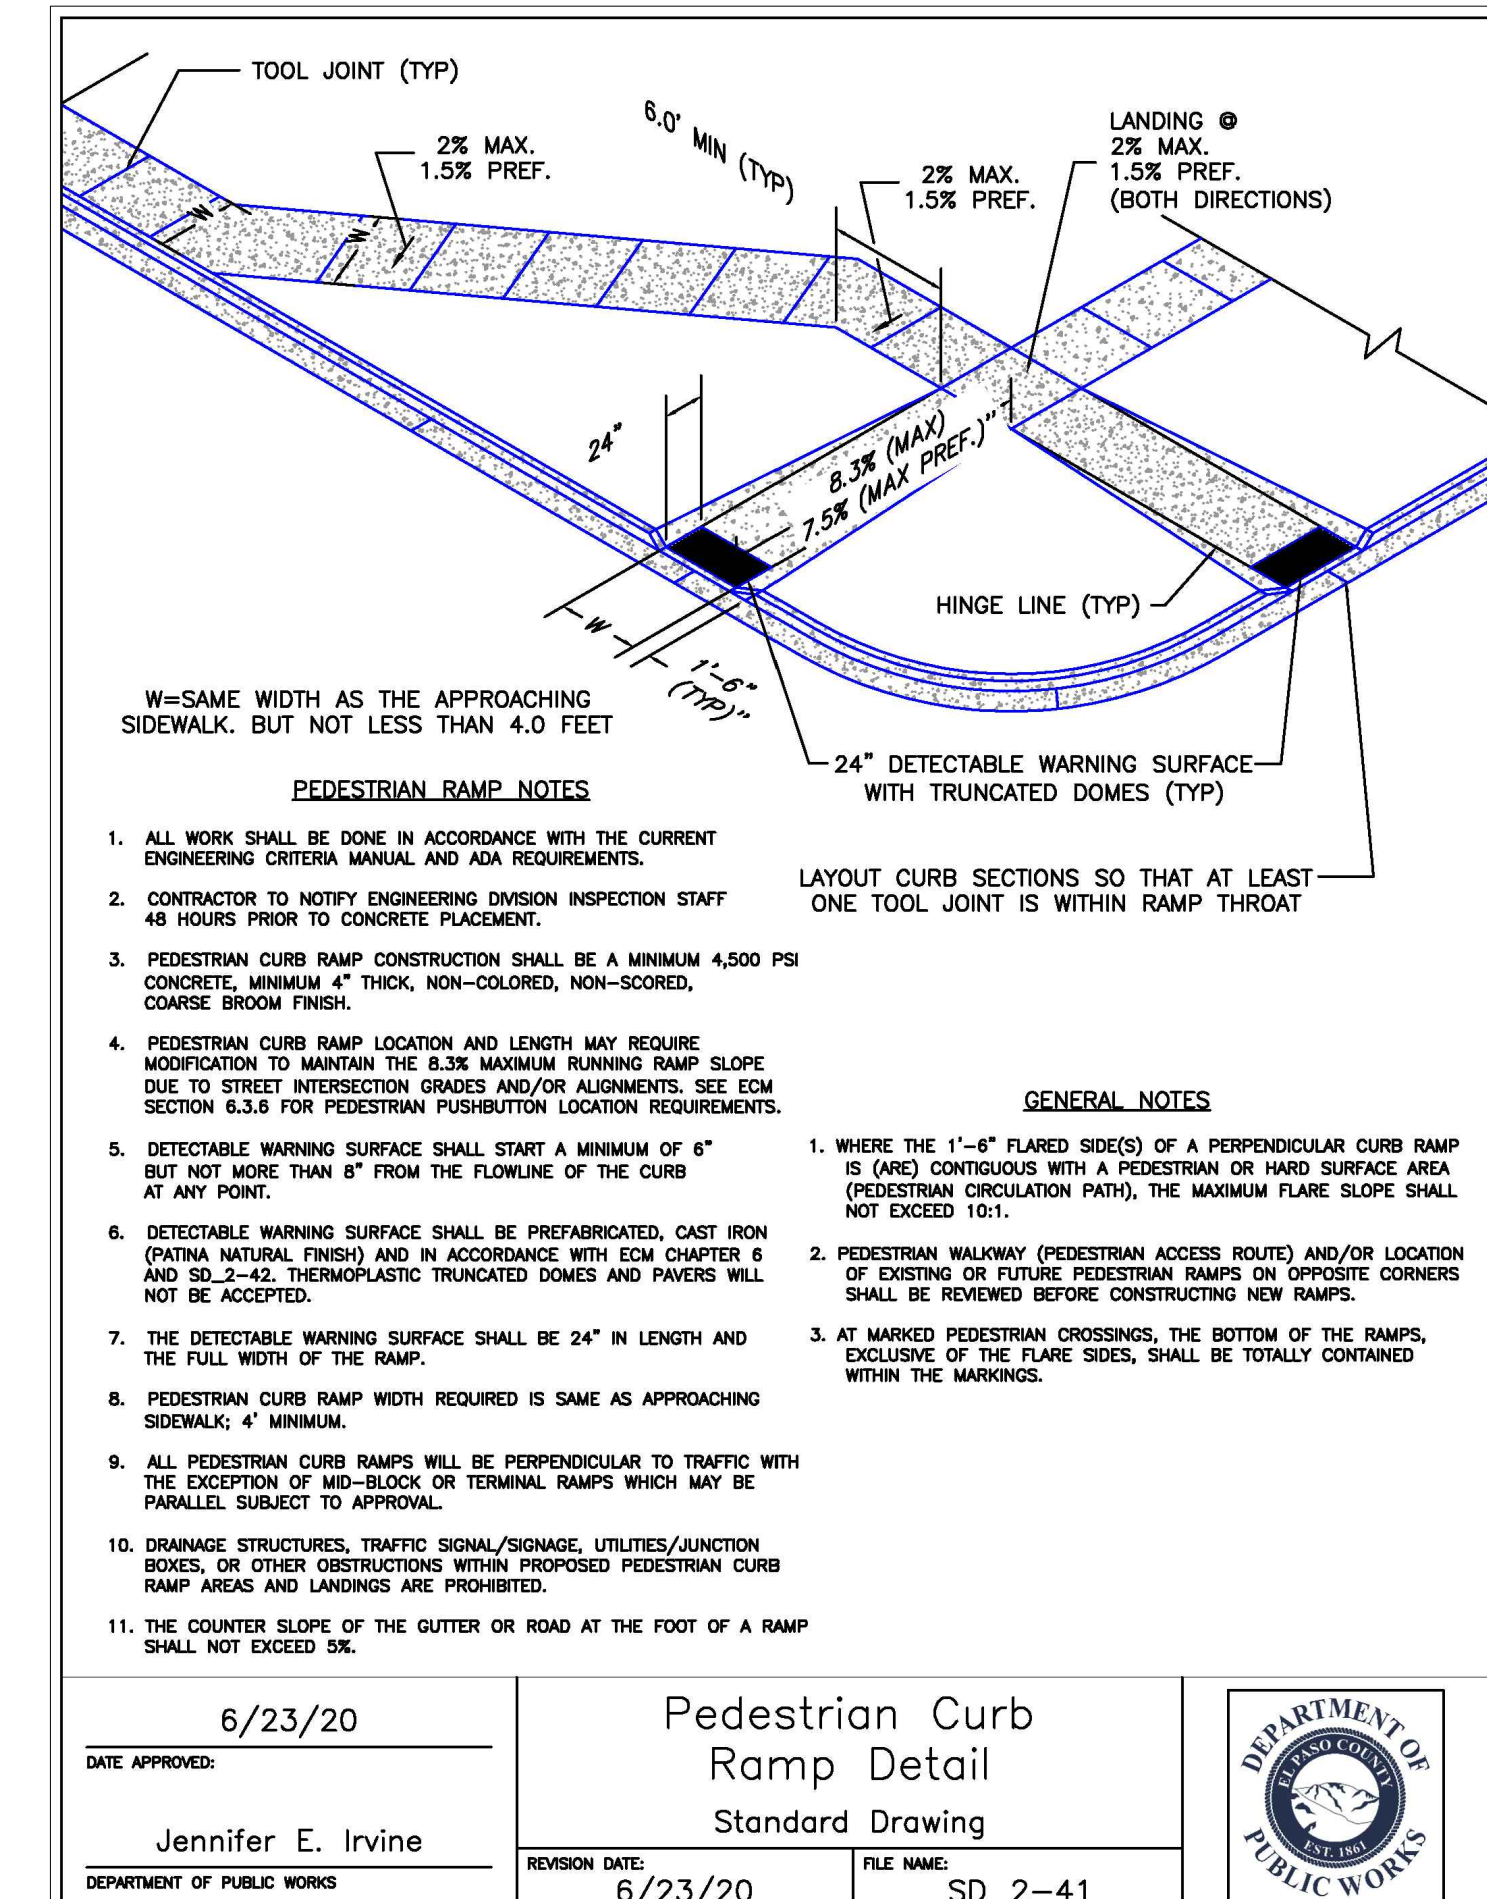 TOOL JOINT (TYP)
2% MAX.
1.5% PREF.
6.0' MIN (TYP)
2% MAX.
1.5% PREF.
LANDING @
2% MAX.
1.5% PREF.
(BOTH DIRECTIONS)
W
W
24"
8.3% (MAX)
7.5% (MAX PREF.)"
HINGE LINE (TYP)
W
1'-6"
(TYP)"
W=SAME WIDTH AS THE APPROACHING
SIDEWALK. BUT NOT LESS THAN 4.0 FEET
24" DETECTABLE WARNING SURFACE
WITH TRUNCATED DOMES (TYP)
LAYOUT CURB SECTIONS SO THAT AT LEAST
ONE TOOL JOINT IS WITHIN RAMP THROAT
PEDESTRIAN RAMP NOTES
1. ALL WORK SHALL BE DONE IN ACCORDANCE WITH THE CURRENT
ENGINEERING CRITERIA MANUAL AND ADA REQUIREMENTS.
2. CONTRACTOR TO NOTIFY ENGINEERING DIVISION INSPECTION STAFF
48 HOURS PRIOR TO CONCRETE PLACEMENT.
3. PEDESTRIAN CURB RAMP CONSTRUCTION SHALL BE A MINIMUM 4,500 PSI
CONCRETE, MINIMUM 4" THICK, NON-COLORED, NON-SCORED,
COARSE BROOM FINISH.
4. PEDESTRIAN CURB RAMP LOCATION AND LENGTH MAY REQUIRE
MODIFICATION TO MAINTAIN THE 8.3% MAXIMUM RUNNING RAMP SLOPE
DUE TO STREET INTERSECTION GRADES AND/OR ALIGNMENTS. SEE ECM
SECTION 6.3.6 FOR PEDESTRIAN PUSHBUTTON LOCATION REQUIREMENTS.
5. DETECTABLE WARNING SURFACE SHALL START A MINIMUM OF 6"
BUT NOT MORE THAN 8" FROM THE FLOWLINE OF THE CURB
AT ANY POINT.
6. DETECTABLE WARNING SURFACE SHALL BE PREFABRICATED, CAST IRON
(PATINA NATURAL FINISH) AND IN ACCORDANCE WITH ECM CHAPTER 6
AND SD_2-42. THERMOPLASTIC TRUNCATED DOMES AND PAVERS WILL
NOT BE ACCEPTED.
7. THE DETECTABLE WARNING SURFACE SHALL BE 24" IN LENGTH AND
THE FULL WIDTH OF THE RAMP.
8. PEDESTRIAN CURB RAMP WIDTH REQUIRED IS SAME AS APPROACHING
SIDEWALK; 4' MINIMUM.
9. ALL PEDESTRIAN CURB RAMPS WILL BE PERPENDICULAR TO TRAFFIC WITH
THE EXCEPTION OF MID-BLOCK OR TERMINAL RAMPS WHICH MAY BE
PARALLEL SUBJECT TO APPROVAL.
10. DRAINAGE STRUCTURES, TRAFFIC SIGNAL/SIGNAGE, UTILITIES/JUNCTION
BOXES, OR OTHER OBSTRUCTIONS WITHIN PROPOSED PEDESTRIAN CURB
RAMP AREAS AND LANDINGS ARE PROHIBITED.
11. THE COUNTER SLOPE OF THE GUTTER OR ROAD AT THE FOOT OF A RAMP
SHALL NOT EXCEED 5%.
GENERAL NOTES
1. WHERE THE 1'-6" FLARED SIDE(S) OF A PERPENDICULAR CURB RAMP
IS (ARE) CONTIGUOUS WITH A PEDESTRIAN OR HARD SURFACE AREA
(PEDESTRIAN CIRCULATION PATH), THE MAXIMUM FLARE SLOPE SHALL
NOT EXCEED 10:1.
2. PEDESTRIAN WALKWAY (PEDESTRIAN ACCESS ROUTE) AND/OR LOCATION
OF EXISTING OR FUTURE PEDESTRIAN RAMPS ON OPPOSITE CORNERS
SHALL BE REVIEWED BEFORE CONSTRUCTING NEW RAMPS.
3. AT MARKED PEDESTRIAN CROSSINGS, THE BOTTOM OF THE RAMPS,
EXCLUSIVE OF THE FLARE SIDES, SHALL BE TOTALLY CONTAINED
WITHIN THE MARKINGS.
6/23/20
DATE APPROVED:
Jennifer E. Irvine
DEPARTMENT OF PUBLIC WORKS
Pedestrian Curb
Ramp Detail
Standard Drawing
REVISION DATE:
6/23/20
FILE NAME:
SD_2-41
DEPARTMENT OF
EL PASO COUNTY
EST. 1861
PUBLIC WORKS